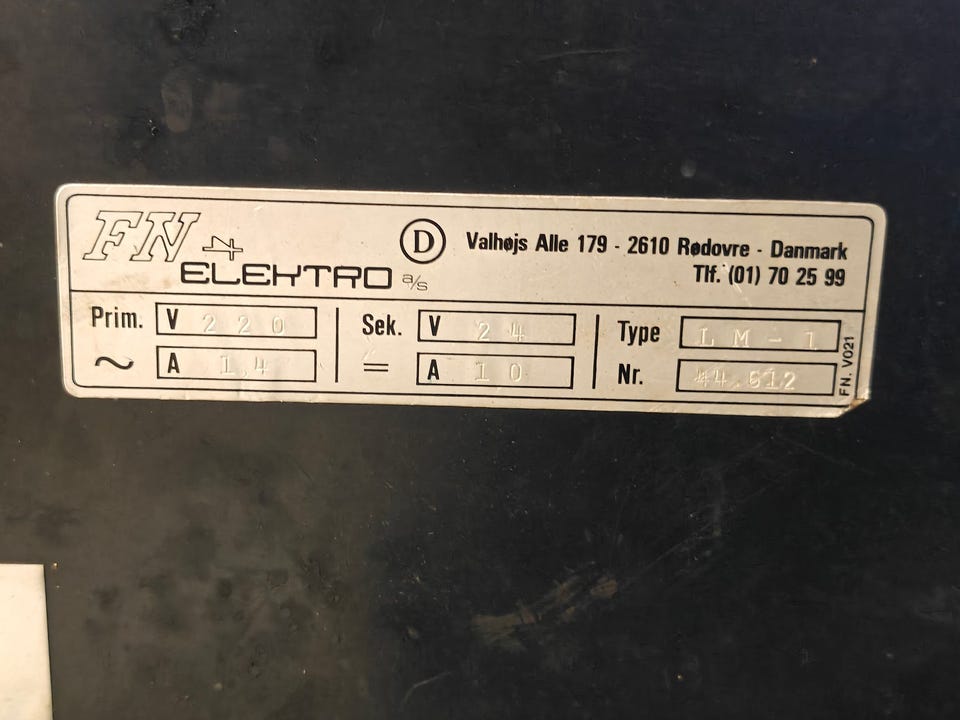 FN
ELEKTRO a/s
D
Valhøjs Alle 179 - 2610 Rødovre - Danmark
Tlf. (01) 70 25 99
Prim. V 220
~ A 1,4
Sek. V 24
= A 10
Type LM-1
Nr. 44.612
FN. V021